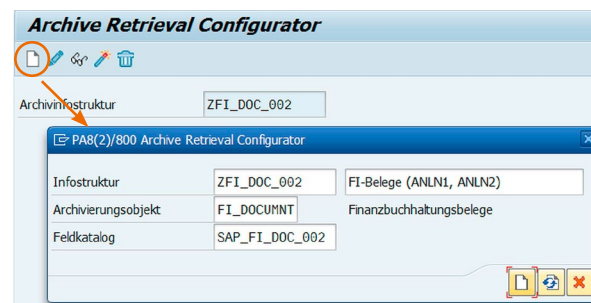 Archive Retrieval Configurator
Archivinfostruktur ZFI_DOC_002
PA8(2)/800 Archive Retrieval Configurator
Infostruktur ZFI_DOC_002 FI-Belege (ANLN1, ANLN2)
Archivierungsobjekt FI_DOCUMNT Finanzbuchhaltungsbelege
Feldkatalog SAP_FI_DOC_002